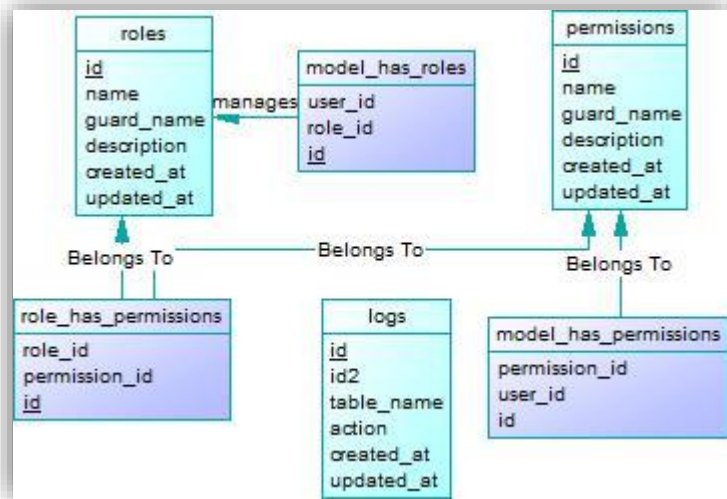 roles
id
name
guard_name
description
created_at
updated_at
manages
model_has_roles
user_id
role_id
id
permissions
id
name
guard_name
description
created_at
updated_at
Belongs To
Belongs To
Belongs To
role_has_permissions
role_id
permission_id
id
logs
id
id2
table_name
action
created_at
updated_at
model_has_permissions
permission_id
user_id
id